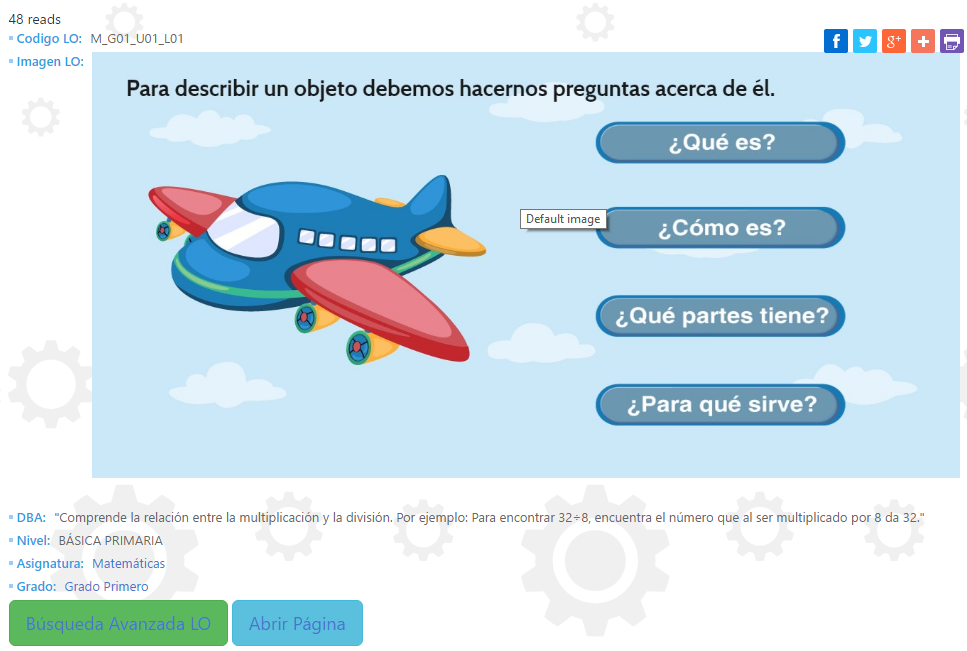 48 reads
Codigo LO: M_G01_U01_L01
Imagen LO:
Para describir un objeto debemos hacernos preguntas acerca de él.
¿Qué es?
Default image
¿Cómo es?
¿Qué partes tiene?
¿Para qué sirve?
DBA: "Comprende la relación entre la multiplicación y la división. Por ejemplo: Para encontrar 32÷8, encuentra el número que al ser multiplicado por 8 da 32."
Nivel: BÁSICA PRIMARIA
Asignatura: Matemáticas
Grado: Grado Primero
Búsqueda Avanzada LO Abrir Página